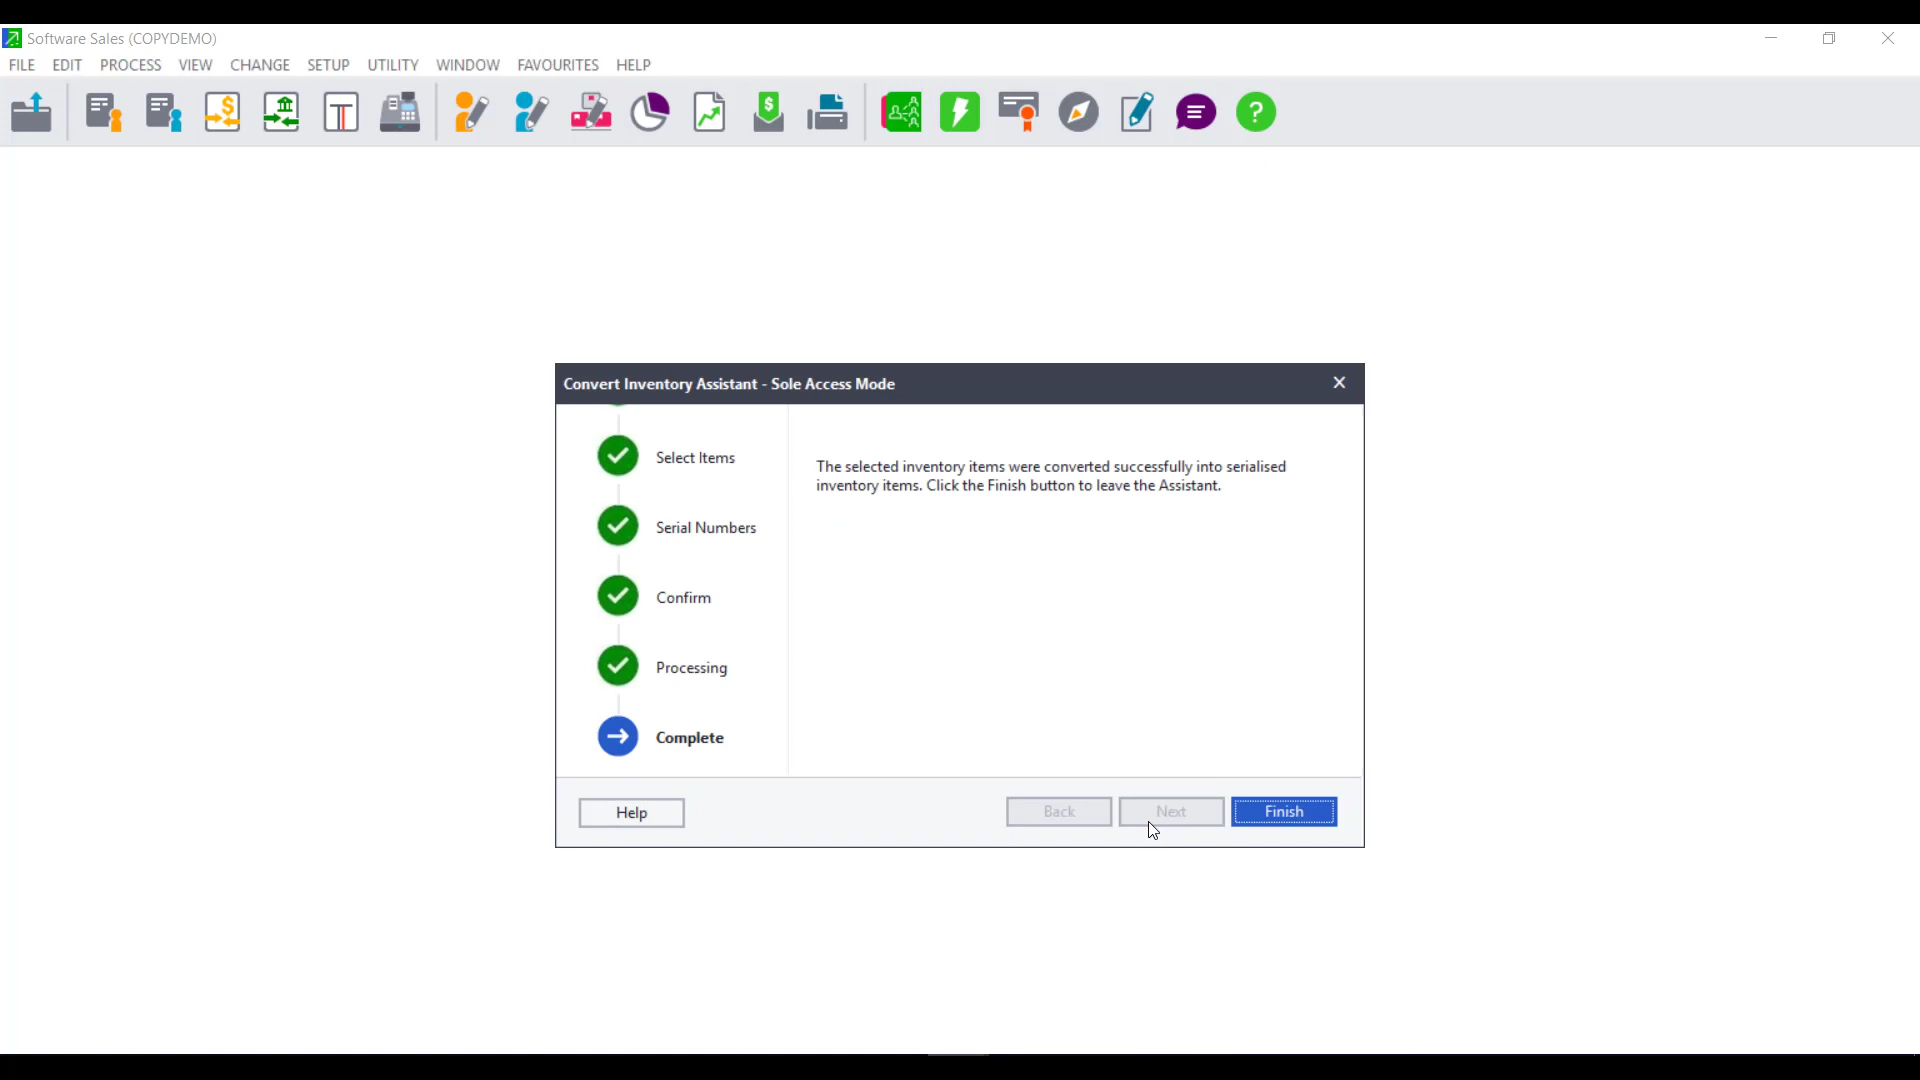 Software Sales (COPYDEMO)
FILE EDIT PROCESS VIEW CHANGE SETUP UTILITY WINDOW FAVOURITES HELP
Convert Inventory Assistant - Sole Access Mode
Select Items
Serial Numbers
Confirm
Processing
Complete
The selected inventory items were converted successfully into serialised
inventory items. Click the Finish button to leave the Assistant.
Help
Back
Next
Finish